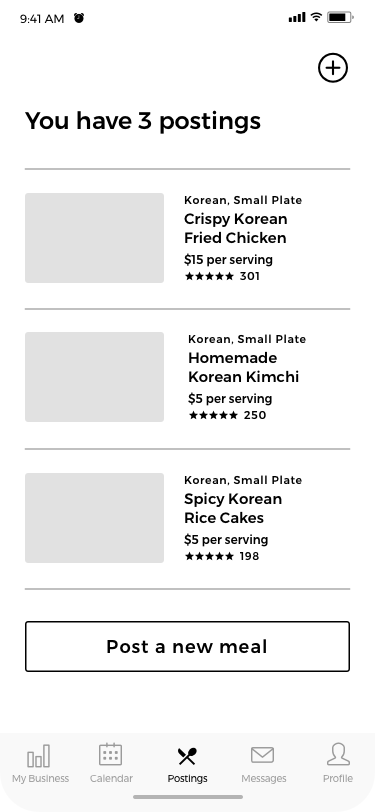 9:41 AM
You have 3 postings
Korean, Small Plate
Crispy Korean
Fried Chicken
$15 per serving
★★★★★ 301
Korean, Small Plate
Homemade
Korean Kimchi
$5 per serving
★★★★★ 250
Korean, Small Plate
Spicy Korean
Rice Cakes
$5 per serving
★★★★★ 198
Post a new meal
My Business Calendar Postings Messages Profile